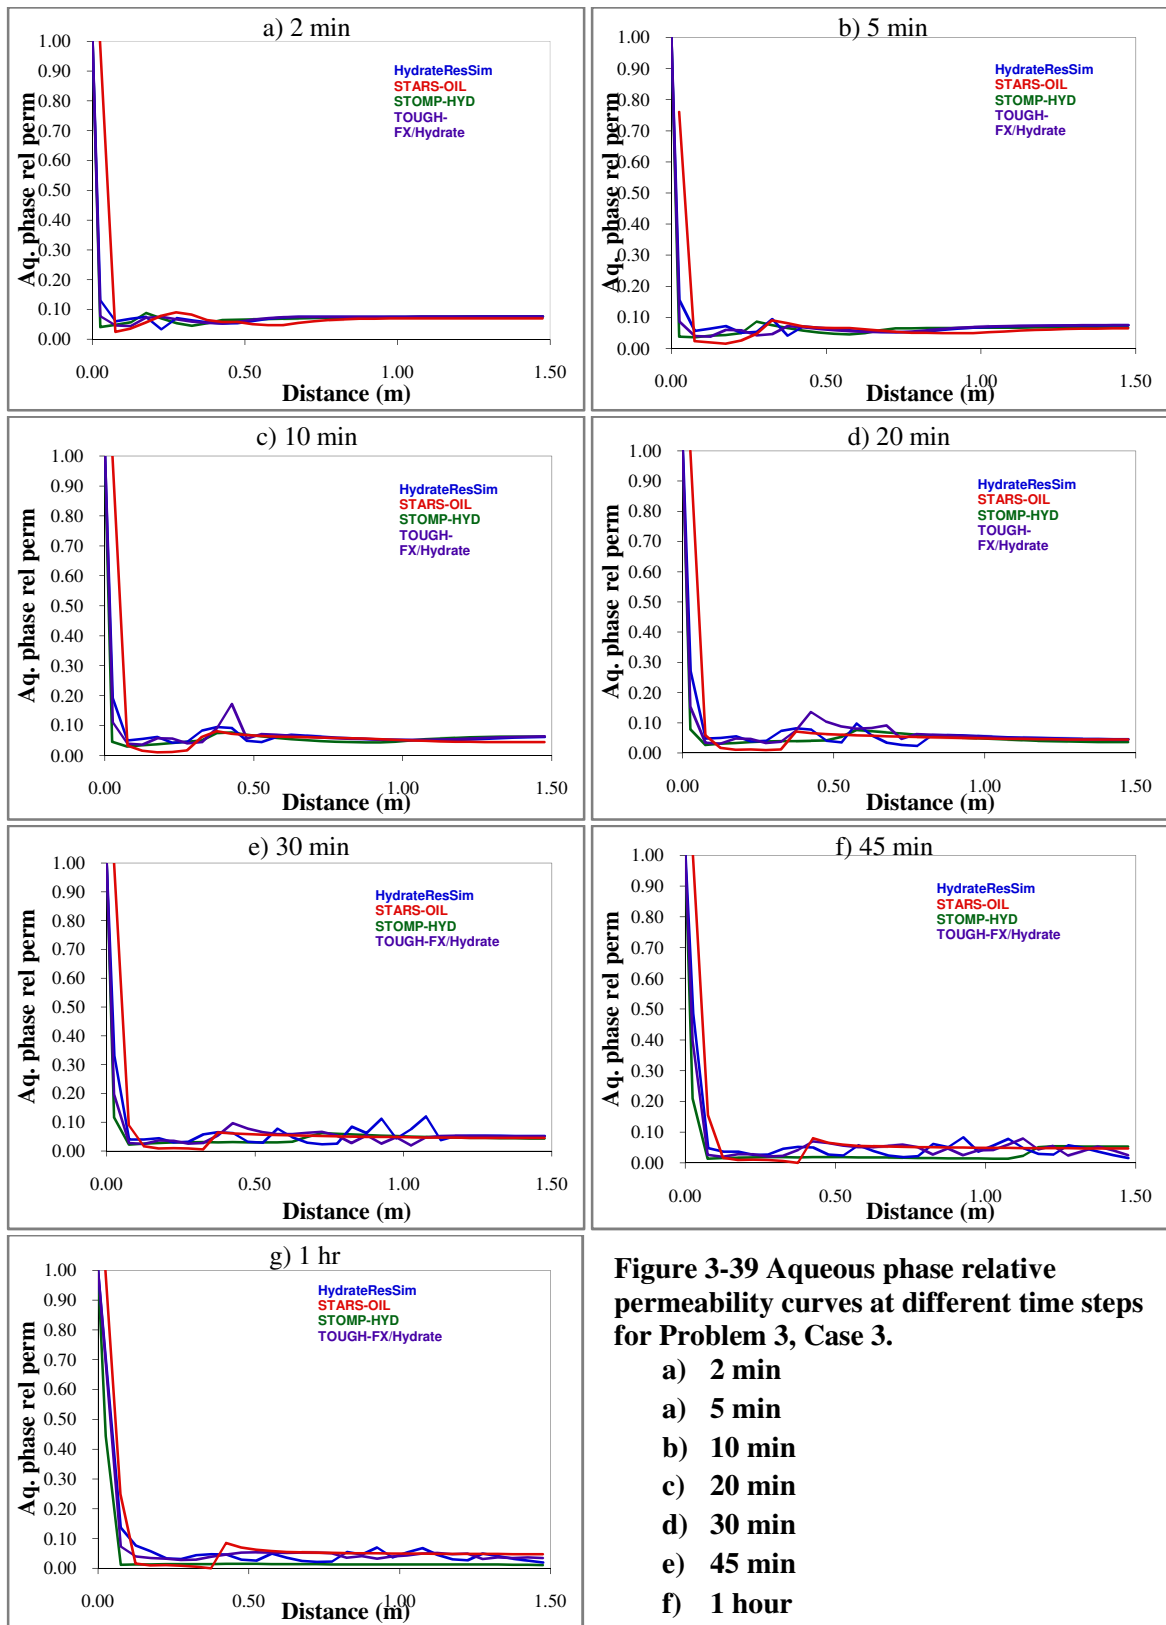 a) 2 min
1.00
0.90
0.80
0.70
0.60
0.50
0.40
0.30
0.20
0.10
0.00
Aq. phase rel perm
HydrateResSim
STARS-OIL
STOMP-HYD
TOUGH-
FX/Hydrate
0.00
0.50
1.00
1.50
Distance (m)
b) 5 min
1.00
0.90
0.80
0.70
0.60
0.50
0.40
0.30
0.20
0.10
0.00
Aq. phase rel perm
HydrateResSim
STARS-OIL
STOMP-HYD
TOUGH-
FX/Hydrate
0.00
0.50
1.00
1.50
Distance (m)
c) 10 min
1.00
0.90
0.80
0.70
0.60
0.50
0.40
0.30
0.20
0.10
0.00
Aq. phase rel perm
HydrateResSim
STARS-OIL
STOMP-HYD
TOUGH-
FX/Hydrate
0.00
0.50
1.00
1.50
Distance (m)
d) 20 min
1.00
0.90
0.80
0.70
0.60
0.50
0.40
0.30
0.20
0.10
0.00
Aq. phase rel perm
HydrateResSim
STARS-OIL
STOMP-HYD
TOUGH-
FX/Hydrate
0.00
0.50
1.00
1.50
Distance (m)
e) 30 min
1.00
0.90
0.80
0.70
0.60
0.50
0.40
0.30
0.20
0.10
0.00
Aq. phase rel perm
HydrateResSim
STARS-OIL
STOMP-HYD
TOUGH-FX/Hydrate
0.00
0.50
1.00
1.50
Distance (m)
f) 45 min
1.00
0.90
0.80
0.70
0.60
0.50
0.40
0.30
0.20
0.10
0.00
Aq. phase rel perm
HydrateResSim
STARS-OIL
STOMP-HYD
TOUGH-FX/Hydrate
0.00
0.50
1.00
1.50
Distance (m)
g) 1 hr
1.00
0.90
0.80
0.70
0.60
0.50
0.40
0.30
0.20
0.10
0.00
Aq. phase rel perm
HydrateResSim
STARS-OIL
STOMP-HYD
TOUGH-FX/Hydrate
0.00
0.50
1.00
1.50
Distance (m)
Figure 3-39 Aqueous phase relative
permeability curves at different time steps
for Problem 3, Case 3.
a) 2 min
a) 5 min
b) 10 min
c) 20 min
d) 30 min
e) 45 min
f) 1 hour